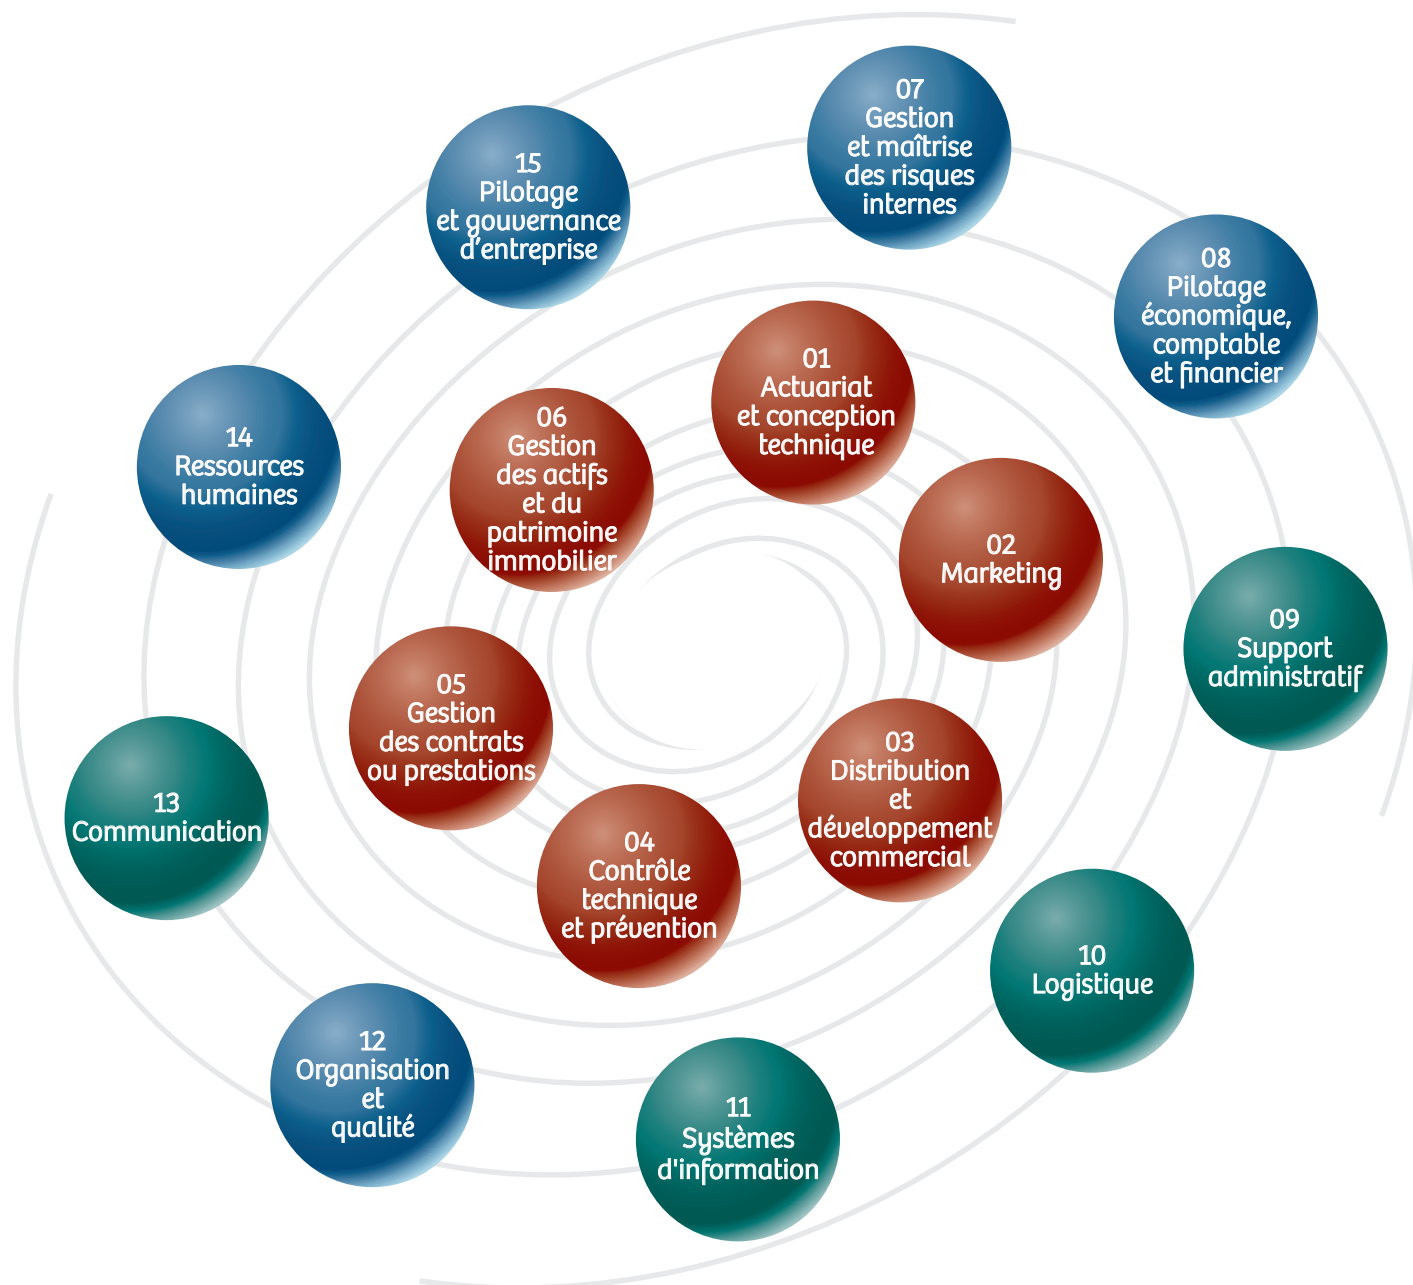 01
Actuariat
et conception
technique
02
Marketing
03
Distribution
et
développement
commercial
04
Contrôle
technique
et prévention
05
Gestion
des contrats
ou prestations
06
Gestion
des actifs
et du
patrimoine
immobilier
07
Gestion
et maîtrise
des risques
internes
08
Pilotage
économique,
comptable
et financier
09
Support
administratif
10
Logistique
11
Systèmes
d'information
12
Organisation
et
qualité
13
Communication
14
Ressources
humaines
15
Pilotage
et gouvernance
d’entreprise